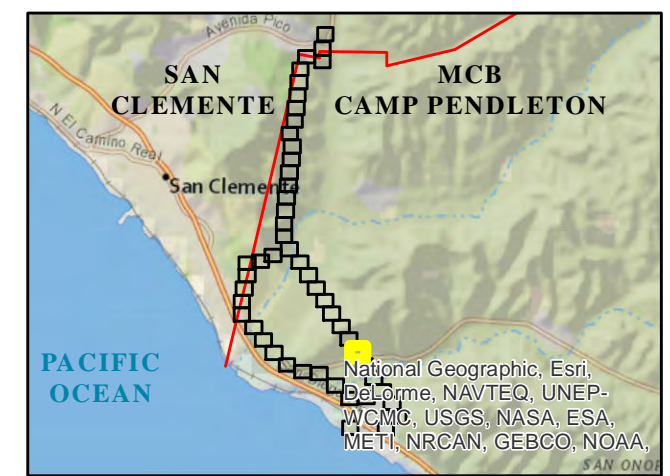 Avenida Pico
SAN
CLEMENTE
MCB
CAMP PENDLETON
N El Camino Real
San Clemente
PACIFIC
OCEAN
National Geographic, Esri,
DeLorme, NAVTEQ, UNEP-
WCMC, USGS, NASA, ESA,
METI, NRCAN, GEBCO, NOAA,
SAN ONOF